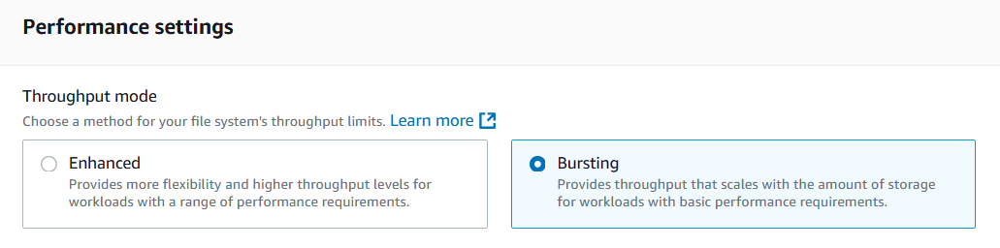 Performance settings
Throughput mode
Choose a method for your file system's throughput limits. Learn more
Enhanced
Provides more flexibility and higher throughput levels for
workloads with a range of performance requirements.
Bursting
Provides throughput that scales with the amount of storage
for workloads with basic performance requirements.